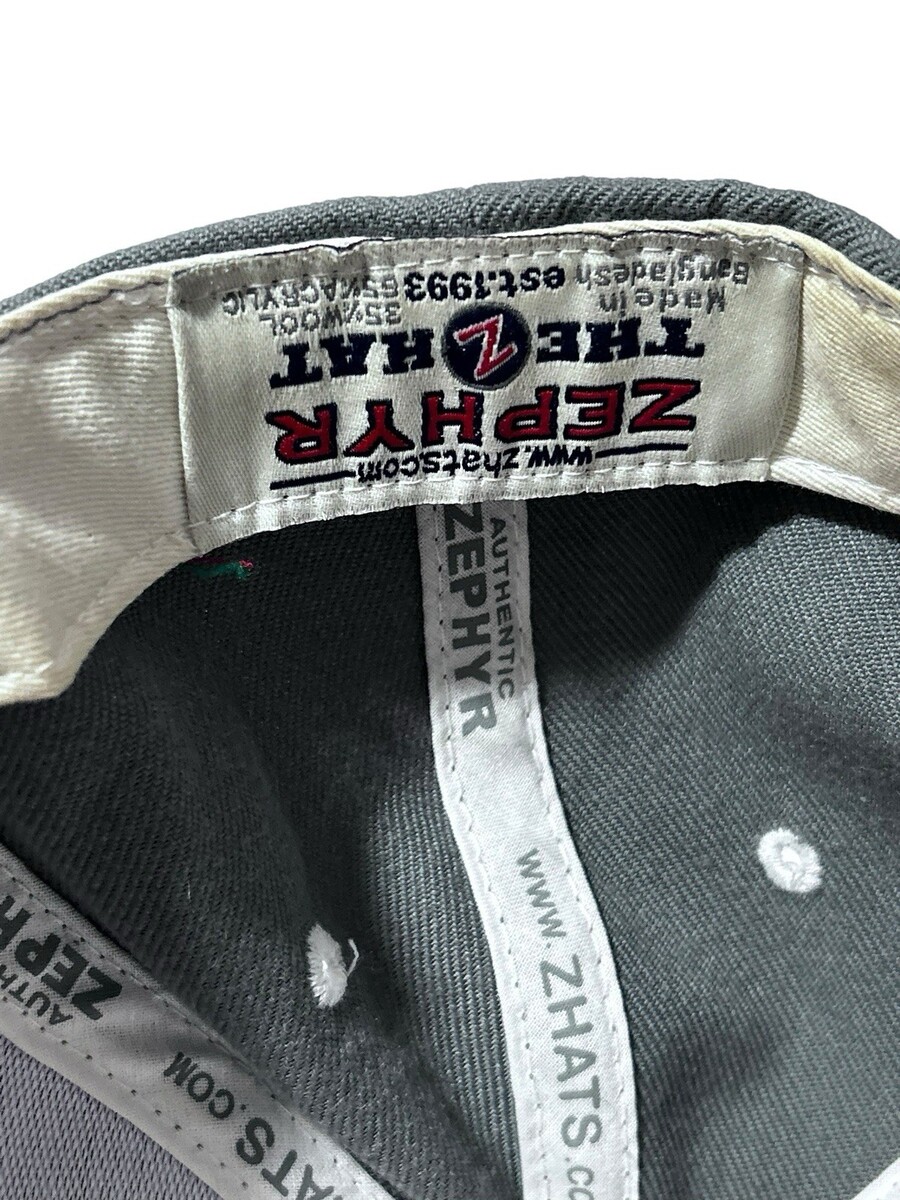 www.zhats.com
ZEPHYR
THE Z HAT
Made in
Bangladesh
est.1993
35%WOOL
65%ACRYLIC
AUTHENTIC
ZEPHYR
www.ZHATS.co
AUTH
ZEPH
HATS.COM